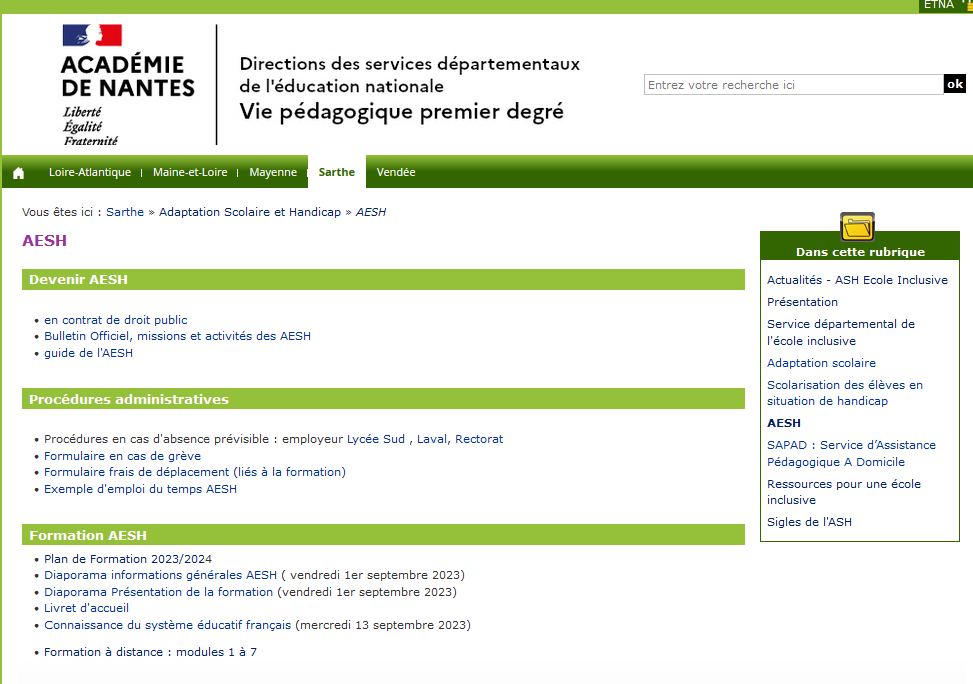 ETNA
ACADÉMIE
DE NANTES
Liberté
Égalité
Fraternité
Directions des services départementaux
de l'éducation nationale
Vie pédagogique premier degré
Entrez votre recherche ici
ok
Loire-Atlantique | Maine-et-Loire | Mayenne | Sarthe Vendée
Vous êtes ici : Sarthe » Adaptation Scolaire et Handicap » AESH
AESH
Devenir AESH
• en contrat de droit public
• Bulletin Officiel, missions et activités des AESH
• guide de l'AESH
Procédures administratives
• Procédures en cas d'absence prévisible : employeur Lycée Sud , Laval, Rectorat
• Formulaire en cas de grève
• Formulaire frais de déplacement (liés à la formation)
• Exemple d'emploi du temps AESH
Formation AESH
• Plan de Formation 2023/2024
• Diaporama informations générales AESH ( vendredi 1er septembre 2023)
• Diaporama Présentation de la formation (vendredi 1er septembre 2023)
• Livret d'accueil
• Connaissance du système éducatif français (mercredi 13 septembre 2023)
• Formation à distance : modules 1 à 7
Dans cette rubrique
Actualités - ASH Ecole Inclusive
Présentation
Service départemental de
l'école inclusive
Adaptation scolaire
Scolarisation des élèves en
situation de handicap
AESH
SAPAD : Service d’Assistance
Pédagogique A Domicile
Ressources pour une école
inclusive
Sigles de l'ASH